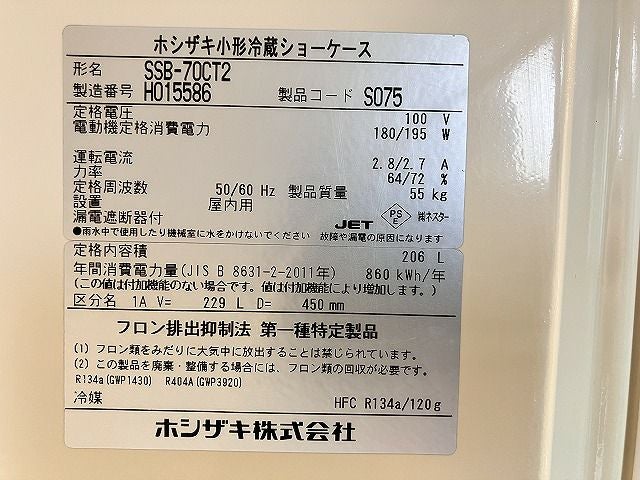 ホシザキ小形冷蔵ショーケース
形名 SSB-70CT2
製造番号 H015586 製品コード S075
定格電圧 100 V
電動機定格消費電力 180/195 W
運転電流 2.8/2.7 A
力率 64/72 %
定格周波数 50/60 Hz 製品質量 55 kg
設置 屋内用
漏電遮断器付 JET PS E ㈱ネスター
●雨水中で使用したり機械室に水をかけないでください 故障や漏電の原因になります
定格内容積 206 L
年間消費電力量(JIS B 8631-2-2011年) 860 kWh/年
(この値は付加機能のない場合です。値は付加機能により増加します。)
区分名 1A V= 229 L D= 450 mm
フロン排出抑制法 第一種特定製品
(1) フロン類をみだりに大気中に放出することは禁じられています。
(2) この製品を廃棄・整備する場合には、フロン類の回収が必要です。
R134a(GWP1430) R404A(GWP3920)
冷媒 HFC R134a/120g
ホシザキ株式会社